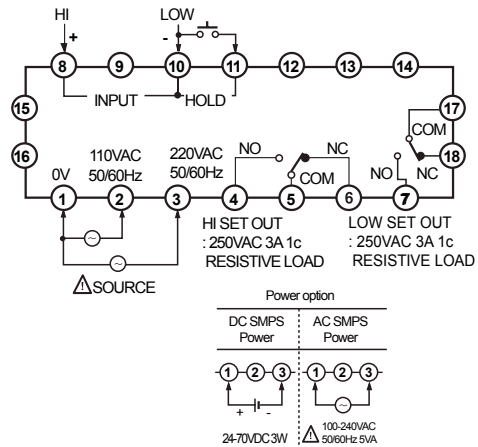 HI LOW
+ -
8 9 10 11 12 13 14
INPUT HOLD
15 17
COM
16 18
110VAC 220VAC NO NC
0V 50/60Hz 50/60Hz COM NO NC
1 2 3 4 5 6 7
HI SET OUT LOW SET OUT
: 250VAC 3A 1c : 250VAC 3A 1c
RESISTIVE LOAD RESISTIVE LOAD
SOURCE
Power option
DC SMPS AC SMPS
Power Power
1 2 3 1 2 3
+ -
24-70VDC 3W 100-240VAC
50/60Hz 5VA